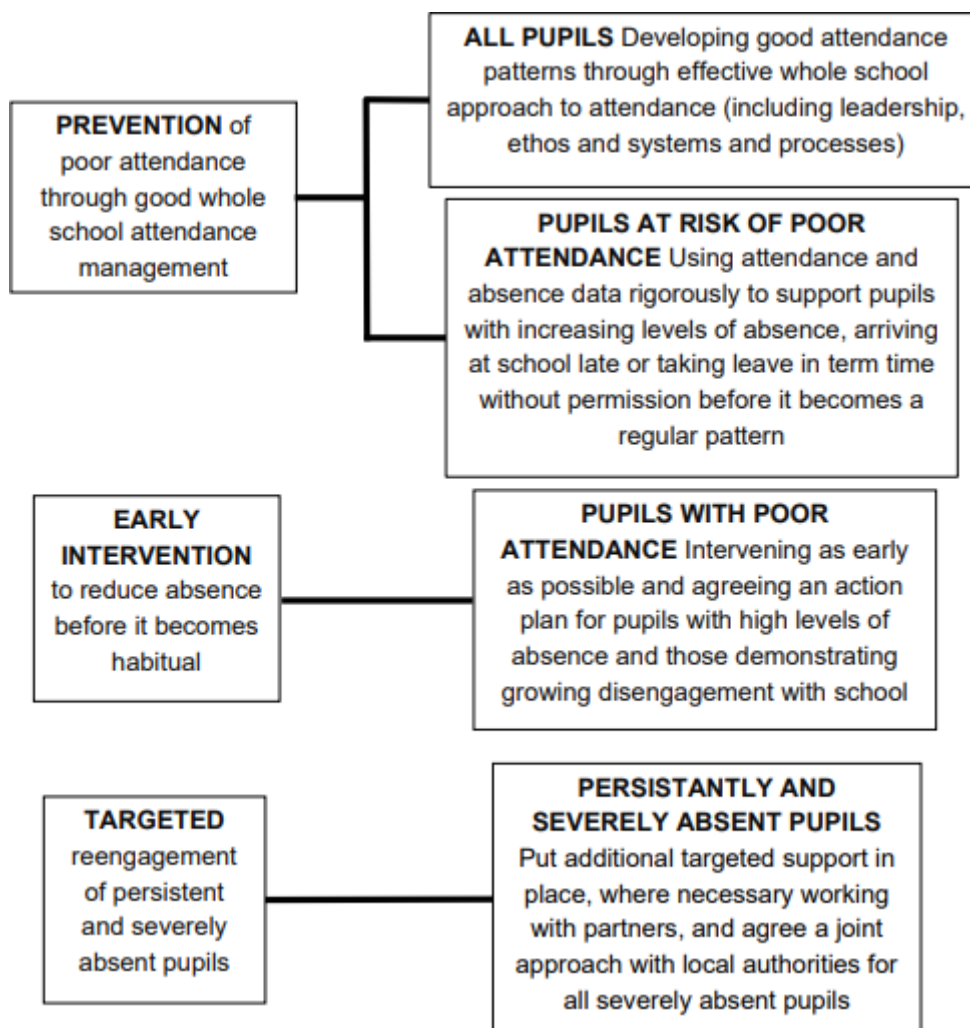 PREVENTION of
poor attendance
through good whole
school attendance
management
ALL PUPILS Developing good attendance
patterns through effective whole school
approach to attendance (including leadership,
ethos and systems and processes)
PUPILS AT RISK OF POOR
ATTENDANCE Using attendance and
absence data rigorously to support pupils
with increasing levels of absence, arriving
at school late or taking leave in term time
without permission before it becomes a
regular pattern
EARLY
INTERVENTION
to reduce absence
before it becomes
habitual
PUPILS WITH POOR
ATTENDANCE Intervening as early
as possible and agreeing an action
plan for pupils with high levels of
absence and those demonstrating
growing disengagement with school
TARGETED
reengagement
of persistent
and severely
absent pupils
PERSISTANTLY AND
SEVERELY ABSENT PUPILS
Put additional targeted support in
place, where necessary working
with partners, and agree a joint
approach with local authorities for
all severely absent pupils